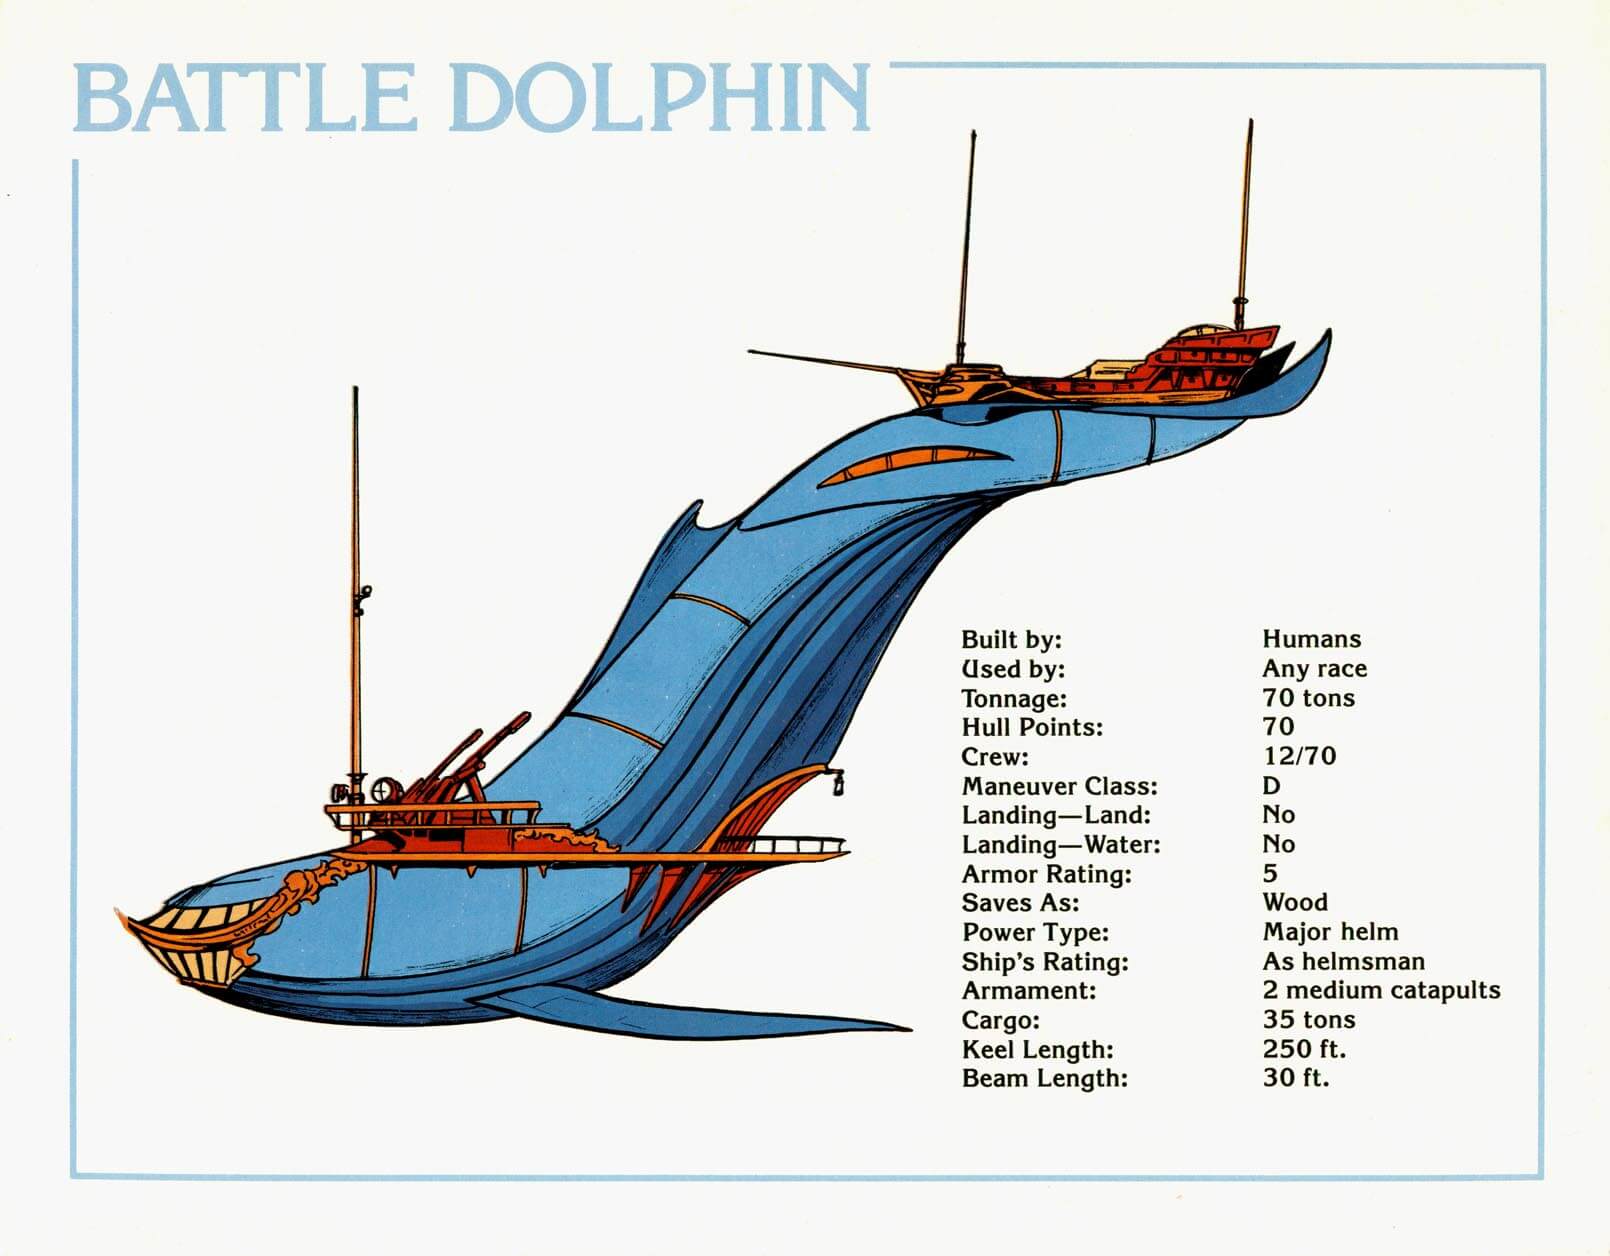 BATTLE DOLPHIN
Built by: Humans
Used by: Any race
Tonnage: 70 tons
Hull Points: 70
Crew: 12/70
Maneuver Class: D
Landing—Land: No
Landing—Water: No
Armor Rating: 5
Saves As: Wood
Power Type: Major helm
Ship's Rating: As helmsman
Armament: 2 medium catapults
Cargo: 35 tons
Keel Length: 250 ft.
Beam Length: 30 ft.